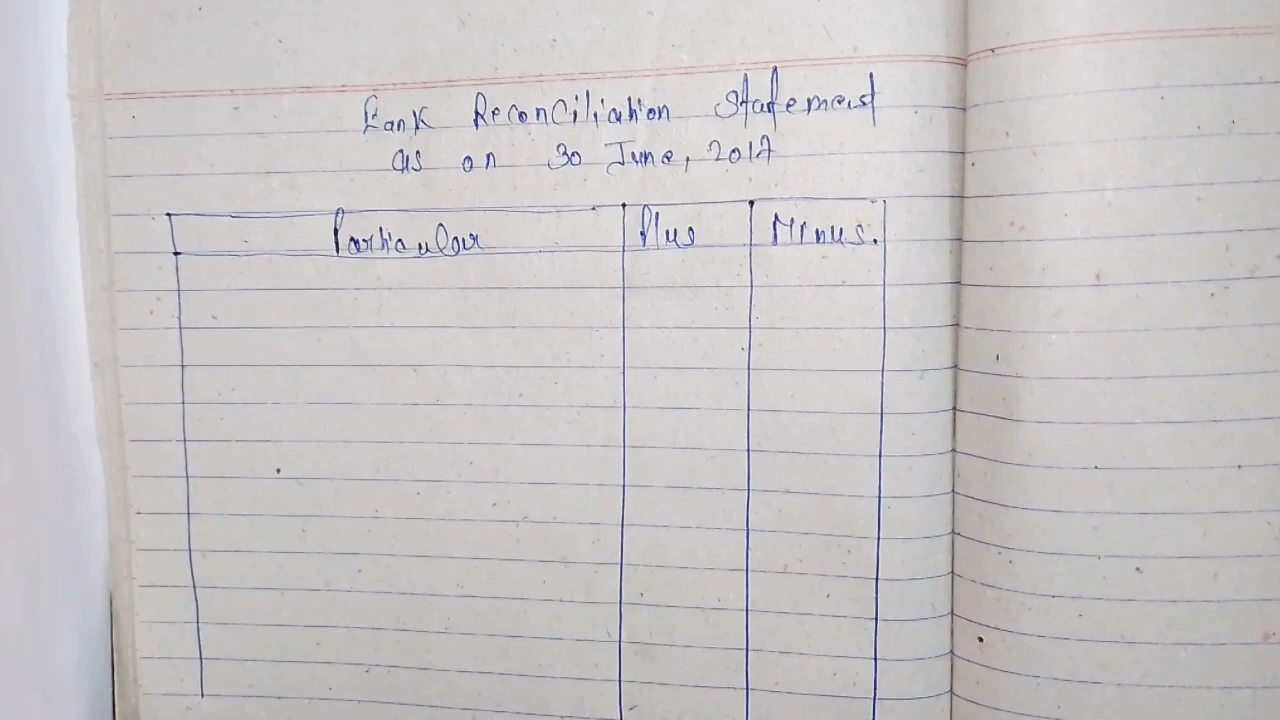 Bank Reconciliation Statement
as on 30 June, 2017
Particular Plus Minus.